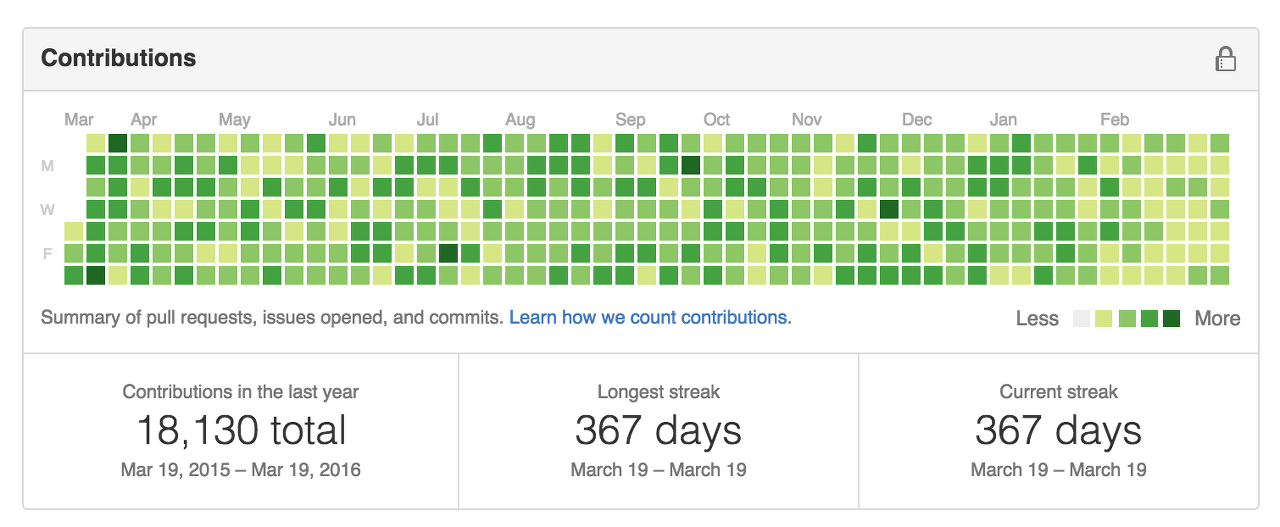 Contributions
Mar Apr May Jun Jul Aug Sep Oct Nov Dec Jan Feb
M
W
F
Summary of pull requests, issues opened, and commits. Learn how we count contributions.
Less More
Contributions in the last year
18,130 total
Mar 19, 2015 – Mar 19, 2016
Longest streak
367 days
March 19 – March 19
Current streak
367 days
March 19 – March 19